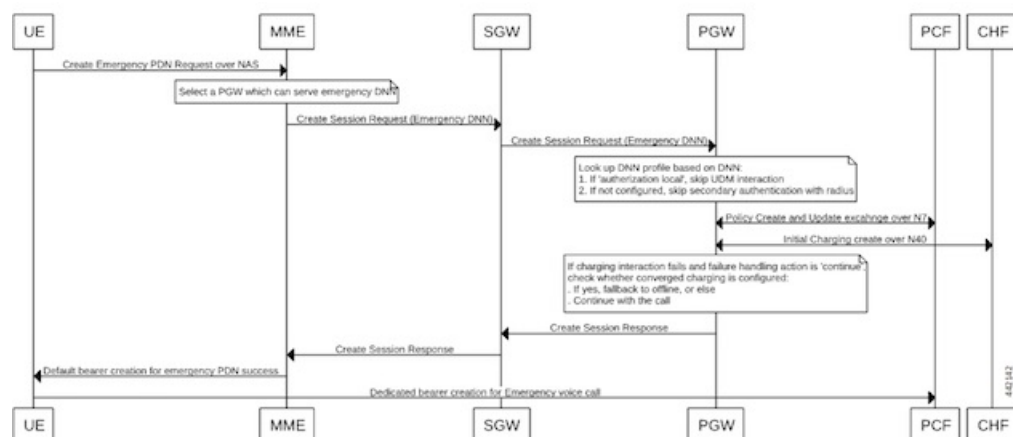 UE MME SGW PGW PCF CHF
Create Emergency PDN Request over NAS
Select a PGW which can serve emergency DNN
Create Session Request (Emergency DNN)
Create Session Request (Emergency DNN)
Look up DNN profile based on DNN:
1. If 'autherization local', skip UDM interaction
2. If not configured, skip secondary authentication with radius
Policy Create and Update excahnge over N7
Initial Charging create over N40
If charging interaction fails and failure handling action is 'continue',
check whether converged charging is configured:
. If yes, fallback to offline, or else
. Continue with the call
Create Session Response
Create Session Response
Default bearer creation for emergency PDN success
Dedicated bearer creation for Emergency voice call
442142
UE MME SGW PGW PCF CHF